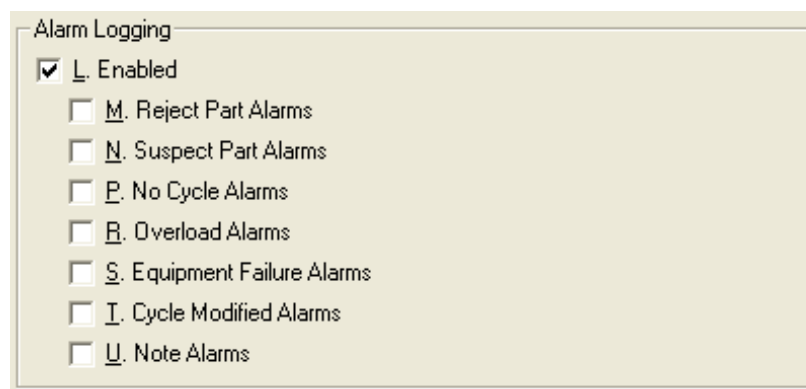 Alarm Logging
L. Enabled
M. Reject Part Alarms
N. Suspect Part Alarms
P. No Cycle Alarms
R. Overload Alarms
S. Equipment Failure Alarms
T. Cycle Modified Alarms
U. Note Alarms